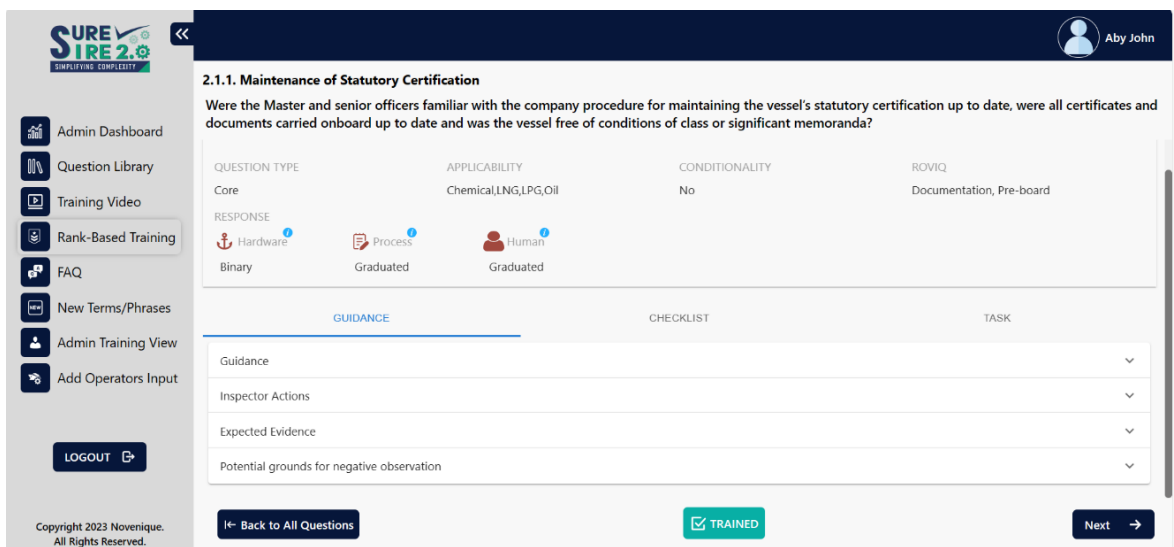 SURE
SIRE 2.0
SIMPLIFYING COMPLEXITY
Aby John
Admin Dashboard
Question Library
Training Video
Rank-Based Training
FAQ
NEW
New Terms/Phrases
Admin Training View
Add Operators Input
LOGOUT
Copyright 2023 Novenique.
All Rights Reserved.
2.1.1. Maintenance of Statutory Certification
Were the Master and senior officers familiar with the company procedure for maintaining the vessel's statutory certification up to date, were all certificates and
documents carried onboard up to date and was the vessel free of conditions of class or significant memoranda?
QUESTION TYPE APPLICABILITY CONDITIONALITY ROVIQ
Core Chemical,LNG,LPG,Oil No Documentation, Pre-board
RESPONSE
Hardware i Process i Human i
Binary Graduated Graduated
GUIDANCE CHECKLIST TASK
Guidance
Inspector Actions
Expected Evidence
Potential grounds for negative observation
Back to All Questions TRAINED Next